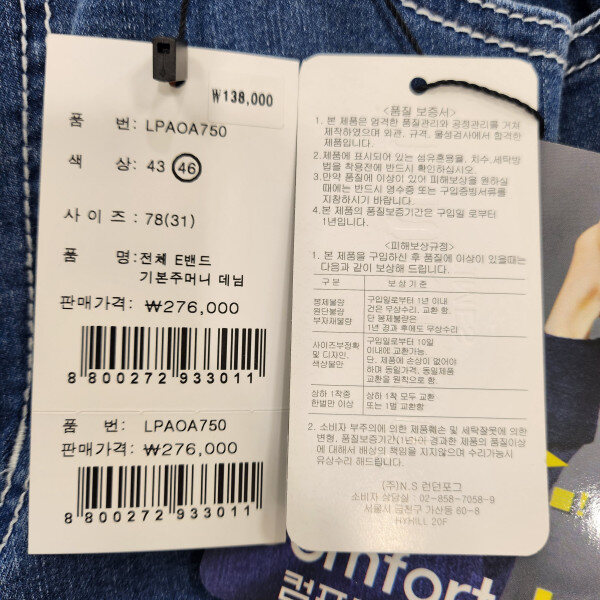 ₩138,000
품 번: LPAOA750
색 상: 43 46
사이즈: 78(31)
품 명: 전체 E밴드
기본주머니 데님
판매가격: ₩276,000
8 800272 933011
품 번: LPAOA750
판매가격: ₩276,000
8 800272 933011
<품질 보증서>
1. 본 제품은 엄격한 품질관리와 공정관리를 거쳐
제작하였으며 외관, 규격, 물성검사에서 합격한
제품입니다.
2.제품에 표시되어 있는 섬유혼용율, 치수,세탁방
법을 착용전에 반드시 확인하십시오.
3.만약 품질에 이상이 있어 피해보상을 원하실
때에는 반드시 영수증 또는 구입증빙서류를
지참하시기 바랍니다.
4.본 제품의 품질보증기간은 구입일 로부터
1년입니다.
<피해보상규정>
1. 본 제품을 구입하신 후 품질에 이상이 있을때는
다음과 같이 보상해 드립니다.
구 분 보 상 기 준
봉제불량
원단불량
부자재불량
구입일로부터 1년 이내
건은 무상수리. 교환 함.
단 봉제불량은
1년 경과 후에도 무상수리
사이즈부정확
및 디자인,
색상불만
구입일로부터 10일
이내에 교환가능.
단, 제품에 손상이 없어야
하며 동일가격, 동일제품
교환을 원칙으로 함.
상하 1착중
한벌만 이상
상하 1착 모두 교환
또는 1벌 교환함
2. 소비자 부주의에 의한 제품훼손 및 세탁잘못에 의한
변형, 품질보증기간(1년)이 경과한 제품의 품질이상
에 대해서 배상의 책임을 지지않으며 수리가능시
유상수리 해드립니다.
(주)N.S 런던포그
소비자 상담실 : 02-858-7058-9
서울시 금천구 가산동 60-8
HYHILL 20F
omfort
컴프